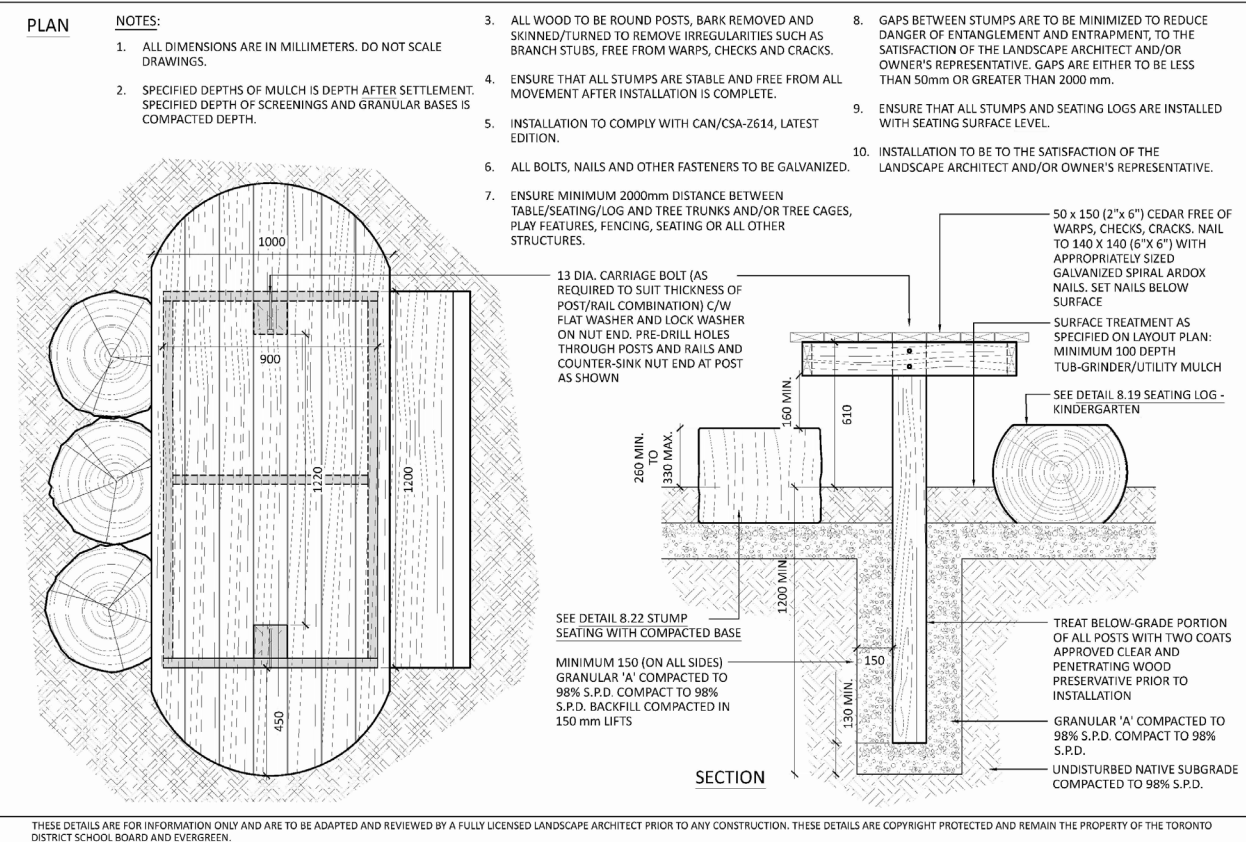 PLAN
NOTES:
1. ALL DIMENSIONS ARE IN MILLIMETERS. DO NOT SCALE
DRAWINGS.
2. SPECIFIED DEPTHS OF MULCH IS DEPTH AFTER SETTLEMENT.
SPECIFIED DEPTH OF SCREENINGS AND GRANULAR BASES IS
COMPACTED DEPTH.
3. ALL WOOD TO BE ROUND POSTS, BARK REMOVED AND
SKINNED/TURNED TO REMOVE IRREGULARITIES SUCH AS
BRANCH STUBS, FREE FROM WARPS, CHECKS AND CRACKS.
4. ENSURE THAT ALL STUMPS ARE STABLE AND FREE FROM ALL
MOVEMENT AFTER INSTALLATION IS COMPLETE.
5. INSTALLATION TO COMPLY WITH CAN/CSA-Z614, LATEST
EDITION.
6. ALL BOLTS, NAILS AND OTHER FASTENERS TO BE GALVANIZED.
7. ENSURE MINIMUM 2000mm DISTANCE BETWEEN
TABLE/SEATING/LOG AND TREE TRUNKS AND/OR TREE CAGES,
PLAY FEATURES, FENCING, SEATING OR ALL OTHER
STRUCTURES.
8. GAPS BETWEEN STUMPS ARE TO BE MINIMIZED TO REDUCE
DANGER OF ENTANGLEMENT AND ENTRAPMENT, TO THE
SATISFACTION OF THE LANDSCAPE ARCHITECT AND/OR
OWNER'S REPRESENTATIVE. GAPS ARE EITHER TO BE LESS
THAN 50mm OR GREATER THAN 2000 mm.
9. ENSURE THAT ALL STUMPS AND SEATING LOGS ARE INSTALLED
WITH SEATING SURFACE LEVEL.
10. INSTALLATION TO BE TO THE SATISFACTION OF THE
LANDSCAPE ARCHITECT AND/OR OWNER'S REPRESENTATIVE.
1000
900
1220
1200
450
13 DIA. CARRIAGE BOLT (AS
REQUIRED TO SUIT THICKNESS OF
POST/RAIL COMBINATION) C/W
FLAT WASHER AND LOCK WASHER
ON NUT END. PRE-DRILL HOLES
THROUGH POSTS AND RAILS AND
COUNTER-SINK NUT END AT POST
AS SHOWN
50 x 150 (2"x 6") CEDAR FREE OF
WARPS, CHECKS, CRACKS. NAIL
TO 140 X 140 (6"X 6") WITH
APPROPRIATELY SIZED
GALVANIZED SPIRAL ARDOX
NAILS. SET NAILS BELOW
SURFACE
SURFACE TREATMENT AS
SPECIFIED ON LAYOUT PLAN:
MINIMUM 100 DEPTH
TUB-GRINDER/UTILITY MULCH
SEE DETAIL 8.19 SEATING LOG -
KINDERGARTEN
260 MIN.
TO
330 MAX.
160 MIN.
610
1200 MIN.
150
130 MIN.
SEE DETAIL 8.22 STUMP
SEATING WITH COMPACTED BASE
MINIMUM 150 (ON ALL SIDES)
GRANULAR 'A' COMPACTED TO
98% S.P.D. COMPACT TO 98%
S.P.D. BACKFILL COMPACTED IN
150 mm LIFTS
TREAT BELOW-GRADE PORTION
OF ALL POSTS WITH TWO COATS
APPROVED CLEAR AND
PENETRATING WOOD
PRESERVATIVE PRIOR TO
INSTALLATION
GRANULAR 'A' COMPACTED TO
98% S.P.D. COMPACT TO 98%
S.P.D.
UNDISTURBED NATIVE SUBGRADE
COMPACTED TO 98% S.P.D.
SECTION
THESE DETAILS ARE FOR INFORMATION ONLY AND ARE TO BE ADAPTED AND REVIEWED BY A FULLY LICENSED LANDSCAPE ARCHITECT PRIOR TO ANY CONSTRUCTION. THESE DETAILS ARE COPYRIGHT PROTECTED AND REMAIN THE PROPERTY OF THE TORONTO
DISTRICT SCHOOL BOARD AND EVERGREEN.